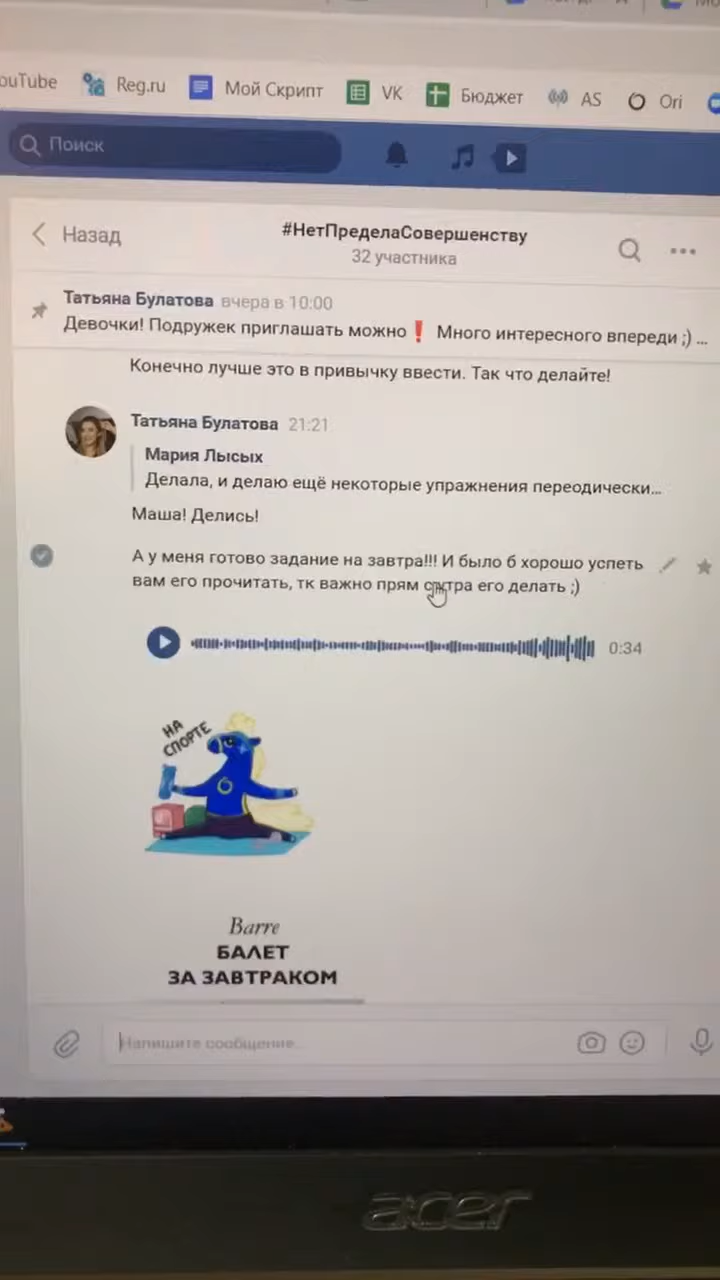 ouTube Reg.ru Мой Скрипт VK Бюджет AS Ori
Поиск
Назад
#НетПределаСовершенству
32 участника
Татьяна Булатова вчера в 10:00
Девочки! Подружек приглашать можно❗ Много интересного впереди ;) ...
Конечно лучше это в привычку ввести. Так что делайте!
Татьяна Булатова 21:21
Мария Лысых
Делала, и делаю ещё некоторые упражнения переодически...
Маша! Делись!
А у меня готово задание на завтра!!! И было б хорошо успеть
вам его прочитать, тк важно прям с утра его делать ;)
0:34
НА
СПОРТЕ
Barre
БАЛЕТ
ЗА ЗАВТРАКОМ
Напишите сообщение...
acer